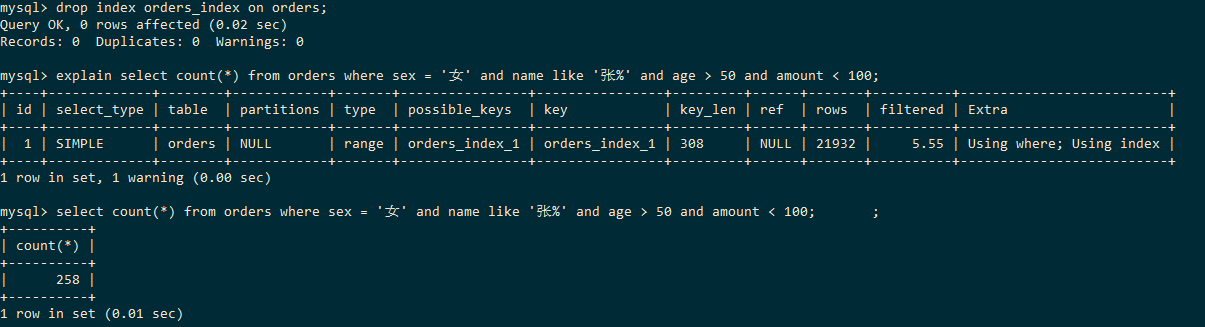 mysql> drop index orders_index on orders;
Query OK, 0 rows affected (0.02 sec)
Records: 0  Duplicates: 0  Warnings: 0
mysql> explain select count(*) from orders where sex = '女' and name like '张%' and age > 50 and amount < 100;
+----+-------------+--------+------------+-------+----------------+----------------+---------+------+-------+----------+--------------------------+
| id | select_type | table  | partitions | type  | possible_keys  | key            | key_len | ref  | rows  | filtered | Extra                    |
+----+-------------+--------+------------+-------+----------------+----------------+---------+------+-------+----------+--------------------------+
|  1 | SIMPLE      | orders | NULL       | range | orders_index_1 | orders_index_1 | 308     | NULL | 21932 |     5.55 | Using where; Using index |
+----+-------------+--------+------------+-------+----------------+----------------+---------+------+-------+----------+--------------------------+
1 row in set, 1 warning (0.00 sec)
mysql> select count(*) from orders where sex = '女' and name like '张%' and age > 50 and amount < 100;       ;
+----------+
| count(*) |
+----------+
|      258 |
+----------+
1 row in set (0.01 sec)